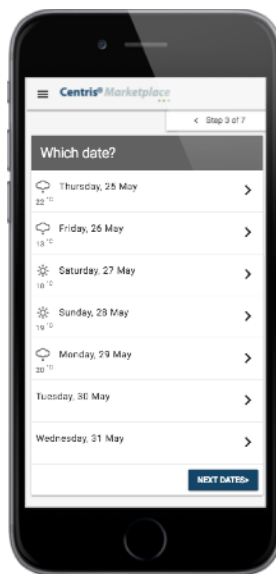 Centris® Marketplace
< Step 3 of 7
Which date?
Thursday, 25 May
22 °C
Friday, 26 May
13 °C
Saturday, 27 May
18 °C
Sunday, 28 May
19 °C
Monday, 29 May
20 °C
Tuesday, 30 May
Wednesday, 31 May
NEXT DATES>